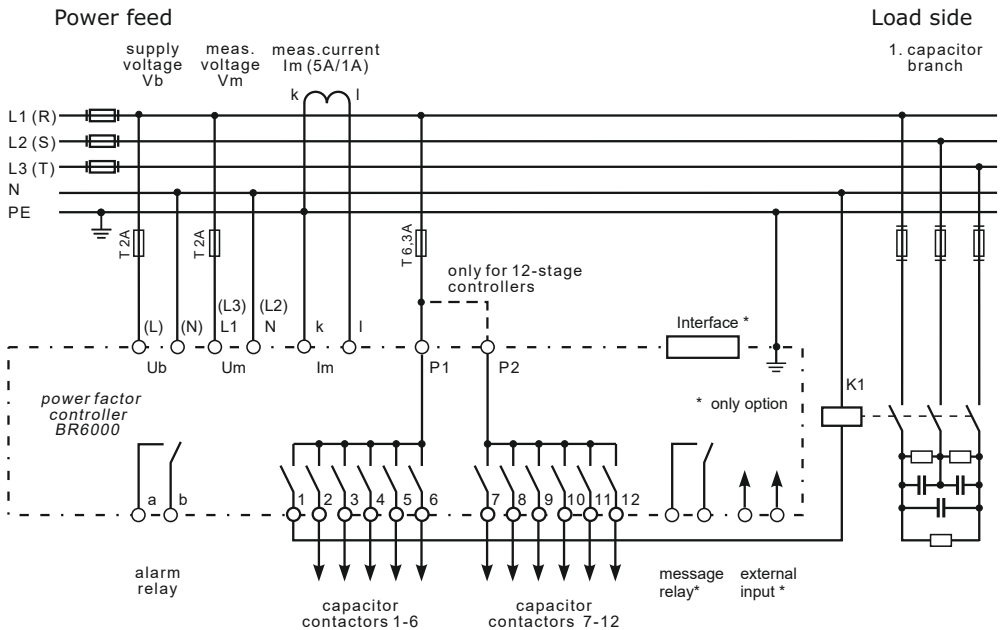 Power feed
Load side
supply voltage Vb
meas. voltage Vm
meas.current Im (5A/1A)
1. capacitor branch
k
l
L1 (R)
L2 (S)
L3 (T)
N
PE
T 2A
T 2A
T 6,3A
only for 12-stage controllers
(L)
(N)
(L3)
L1
(L2)
N
k
l
Interface *
Ub
Um
Im
P1
P2
K1
power factor controller BR6000
* only option
a
b
1
2
3
4
5
6
7
8
9
10
11
12
alarm relay
capacitor contactors 1-6
capacitor contactors 7-12
message relay*
external input *